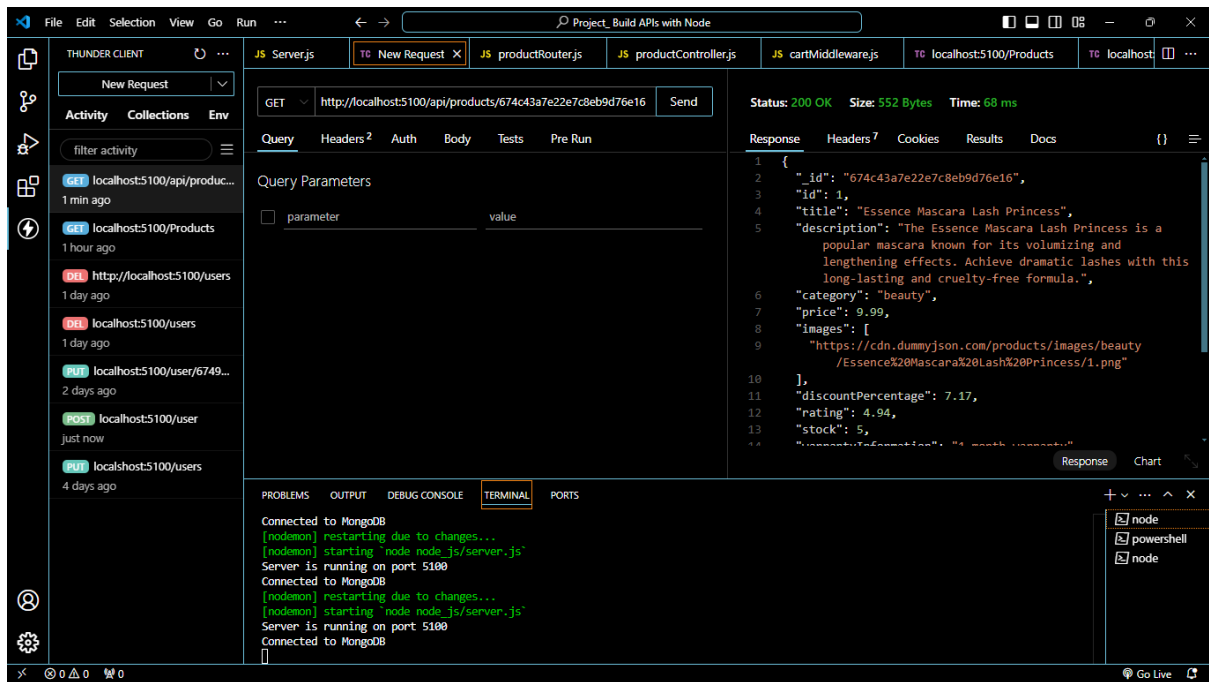 File Edit Selection View Go Run ··· Project_ Build APIs with Node
THUNDER CLIENT
New Request
Activity Collections Env
filter activity
GET localhost:5100/api/produc...
1 min ago
GET localhost:5100/Products
1 hour ago
DEL http://localhost:5100/users
1 day ago
DEL localhost:5100/users
1 day ago
PUT localhost:5100/user/6749...
2 days ago
POST localhost:5100/user
just now
PUT localshost:5100/users
4 days ago
JS Server.js TC New Request JS productRouter.js JS productController.js JS cartMiddleware.js TC localhost:5100/Products TC localhost:
GET http://localhost:5100/api/products/674c43a7e22e7c8eb9d76e16 Send
Query Headers 2 Auth Body Tests Pre Run
Query Parameters
parameter value
Status: 200 OK Size: 552 Bytes Time: 68 ms
Response Headers 7 Cookies Results Docs {}
1 {
2 "_id": "674c43a7e22e7c8eb9d76e16",
3 "id": 1,
4 "title": "Essence Mascara Lash Princess",
5 "description": "The Essence Mascara Lash Princess is a
popular mascara known for its volumizing and
lengthening effects. Achieve dramatic lashes with this
long-lasting and cruelty-free formula.",
6 "category": "beauty",
7 "price": 9.99,
8 "images": [
9 "https://cdn.dummyjson.com/products/images/beauty
/Essence%20Mascara%20Lash%20Princess/1.png"
10 ],
11 "discountPercentage": 7.17,
12 "rating": 4.94,
13 "stock": 5,
14 "warrantyInformation": "1 month warranty"
Response Chart
PROBLEMS OUTPUT DEBUG CONSOLE TERMINAL PORTS
Connected to MongoDB
[nodemon] restarting due to changes...
[nodemon] starting `node node_js/server.js`
Server is running on port 5100
Connected to MongoDB
[nodemon] restarting due to changes...
[nodemon] starting `node node_js/server.js`
Server is running on port 5100
Connected to MongoDB
node
powershell
node
0 0 0 Go Live